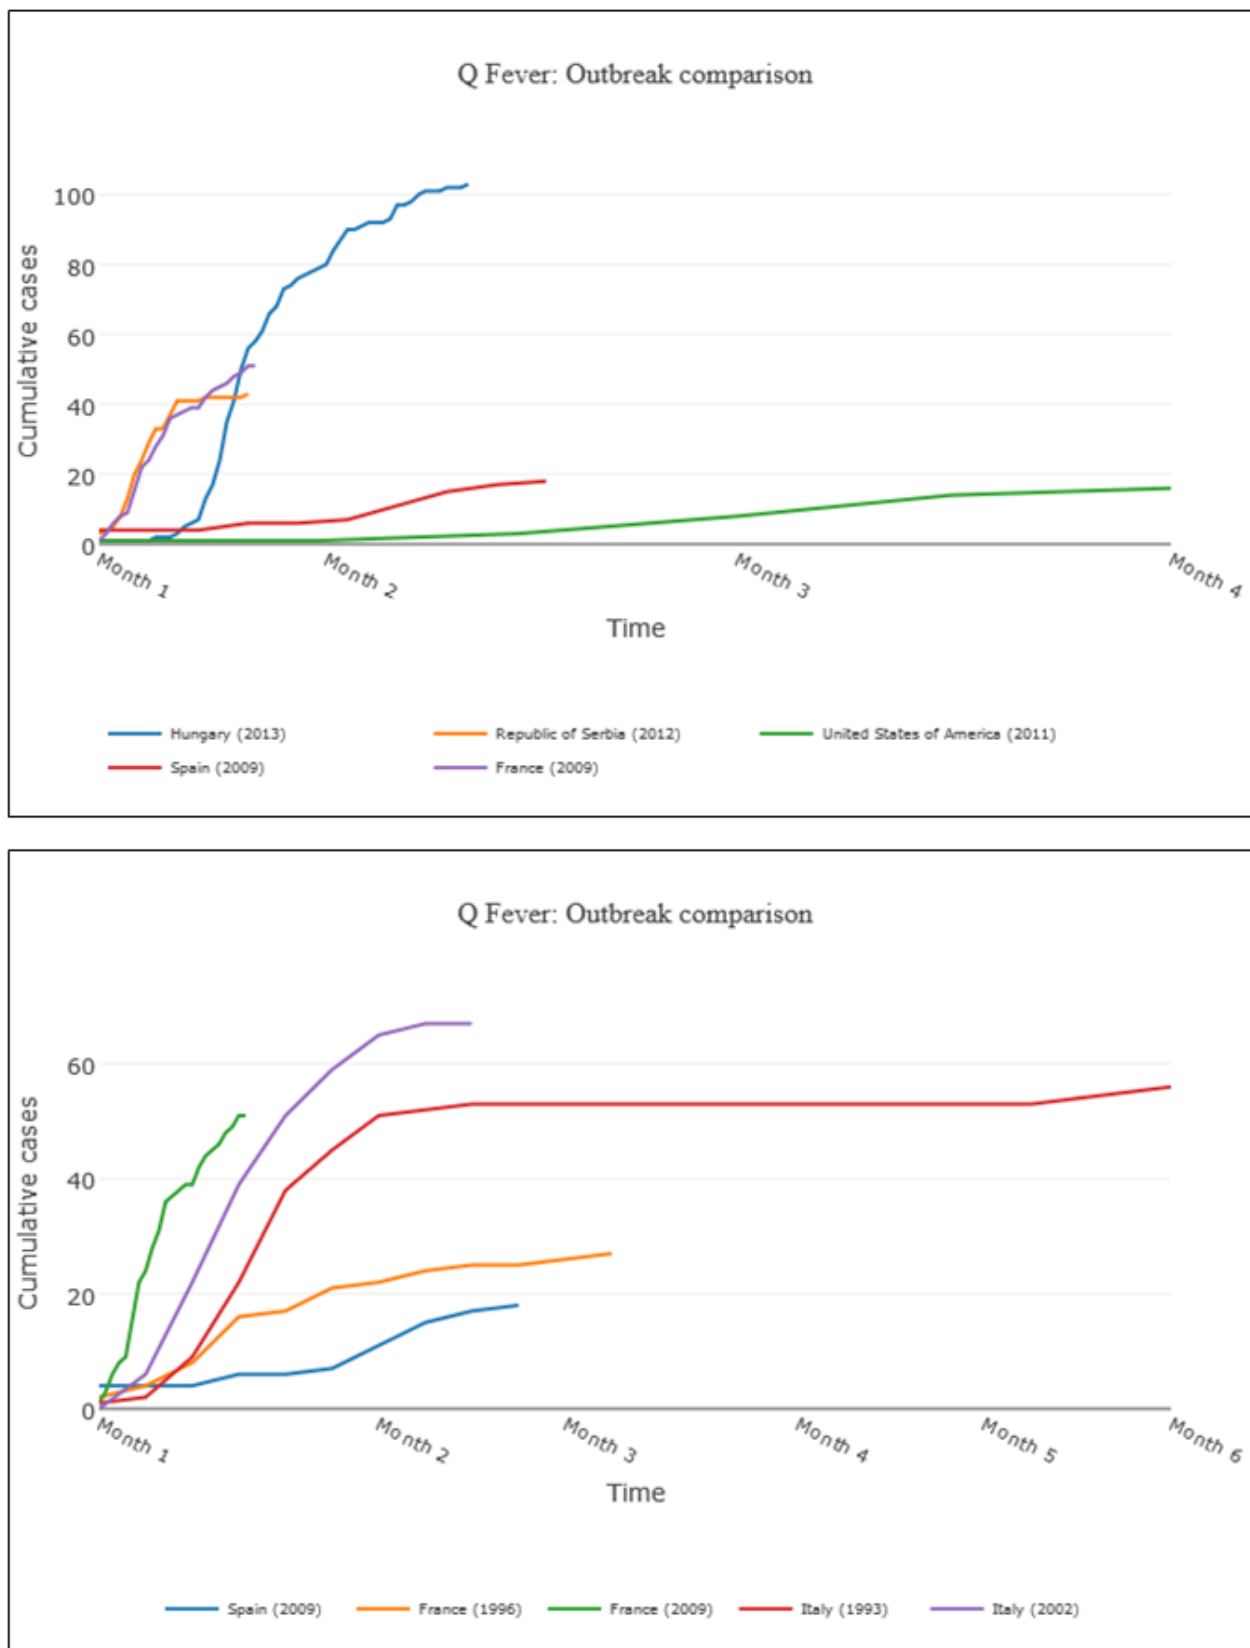 Q Fever: Outbreak comparison
100
80
60
40
20
0
Cumulative cases
Month 1
Month 2
Month 3
Month 4
Time
Hungary (2013)
Republic of Serbia (2012)
United States of America (2011)
Spain (2009)
France (2009)
Q Fever: Outbreak comparison
60
40
20
0
Cumulative cases
Month 1
Month 2
Month 3
Month 4
Month 5
Month 6
Time
Spain (2009)
France (1996)
France (2009)
Italy (1993)
Italy (2002)